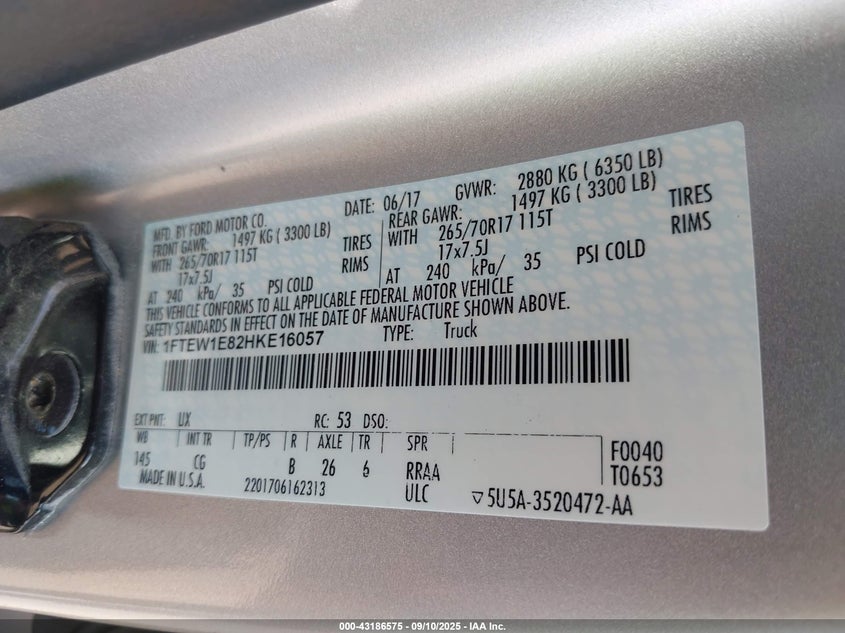 MFD. BY FORD MOTOR CO.
DATE: 06/17 GVWR: 2880 KG ( 6350 LB)
FRONT GAWR: 1497 KG ( 3300 LB)
REAR GAWR: 1497 KG ( 3300 LB)
WITH 265/70R17 115T TIRES
WITH 265/70R17 115T TIRES
17x7.5J RIMS
17x7.5J RIMS
AT 240 kPa/ 35 PSI COLD
AT 240 kPa/ 35 PSI COLD
THIS VEHICLE CONFORMS TO ALL APPLICABLE FEDERAL MOTOR VEHICLE
SAFETY STANDARDS IN EFFECT ON THE DATE OF MANUFACTURE SHOWN ABOVE.
VIN: 1FTEW1E82HKE16057 TYPE: Truck
EXT PNT: UX RC: 53 DSO:
WB INT TR TP/PS R AXLE TR SPR
145 CG B 26 6 RRAA
F0040
T0653
MADE IN U.S.A. 2201706162313 ULC ▽5U5A-3520472-AA
000-43186575 - 09/10/2025 - IAA Inc.